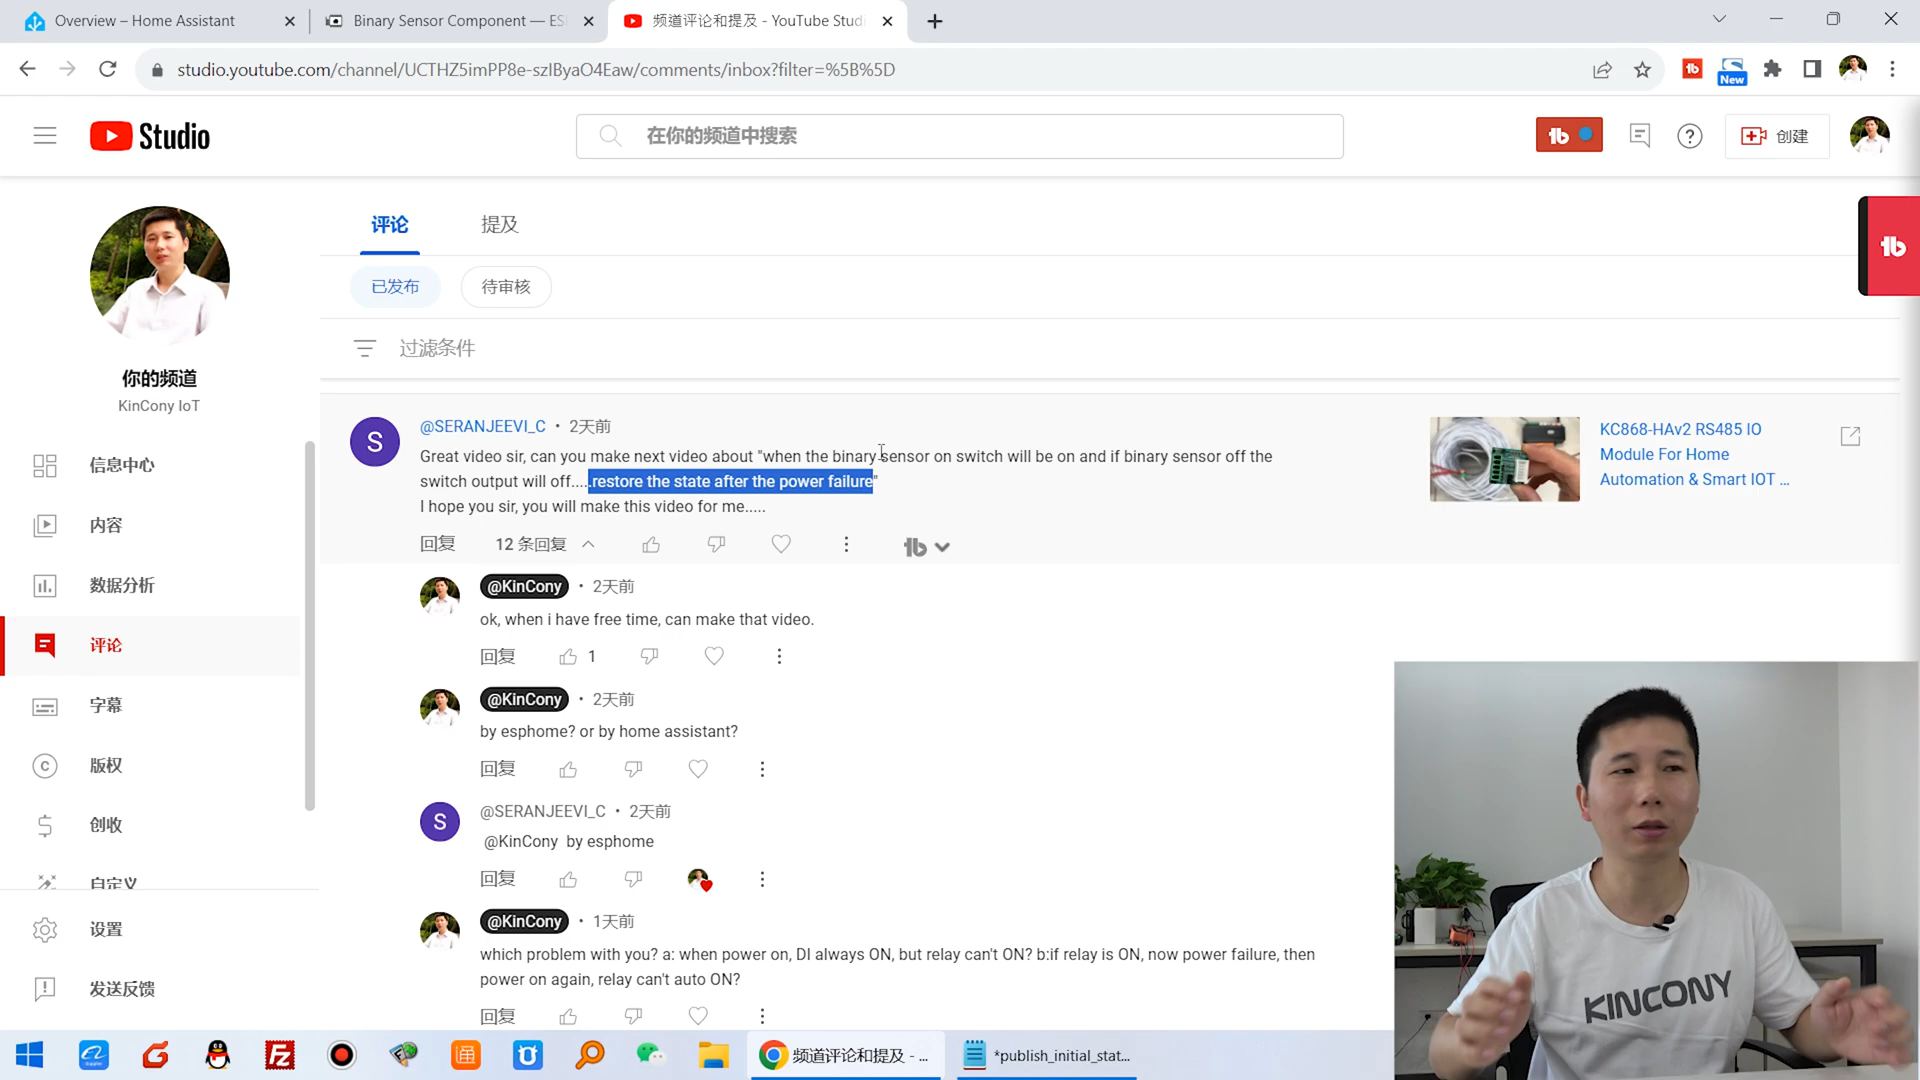 Overview – Home Assistant
Binary Sensor Component — ES
频道评论和提及 - YouTube Studi
studio.youtube.com/channel/UCTHZ5imPP8e-szIByaO4Eaw/comments/inbox?filter=%5B%5D
New
Studio
在你的频道中搜索
创建
你的频道
KinCony IoT
信息中心
内容
数据分析
评论
字幕
版权
创收
自定义
设置
发送反馈
评论
提及
已发布
待审核
过滤条件
S
@SERANJEEVI_C • 2天前
Great video sir, can you make next video about "when the binary sensor on switch will be on and if binary sensor off the
switch output will off.....restore the state after the power failure"
I hope you sir, you will make this video for me.....
回复 12 条回复
KC868-HAv2 RS485 IO
Module For Home
Automation & Smart IOT ...
@KinCony • 2天前
ok, when i have free time, can make that video.
回复 1
@KinCony • 2天前
by esphome? or by home assistant?
回复
S
@SERANJEEVI_C • 2天前
@KinCony by esphome
回复
@KinCony • 1天前
which problem with you? a: when power on, DI always ON, but relay can't ON? b:if relay is ON, now power failure, then
power on again, relay can't auto ON?
回复
KINCONY
频道评论和提及 - ...
*publish_initial_stat...